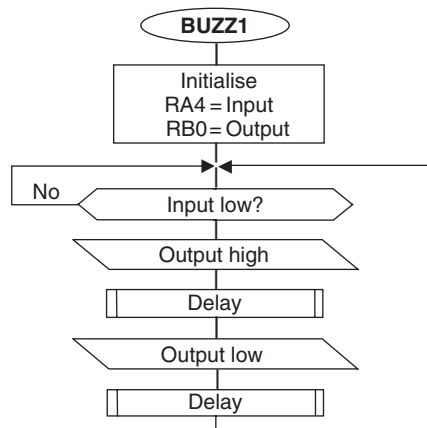 BUZZ1
Initialise
RA4 = Input
RB0 = Output
No
Input low?
Output high
Delay
Output low
Delay